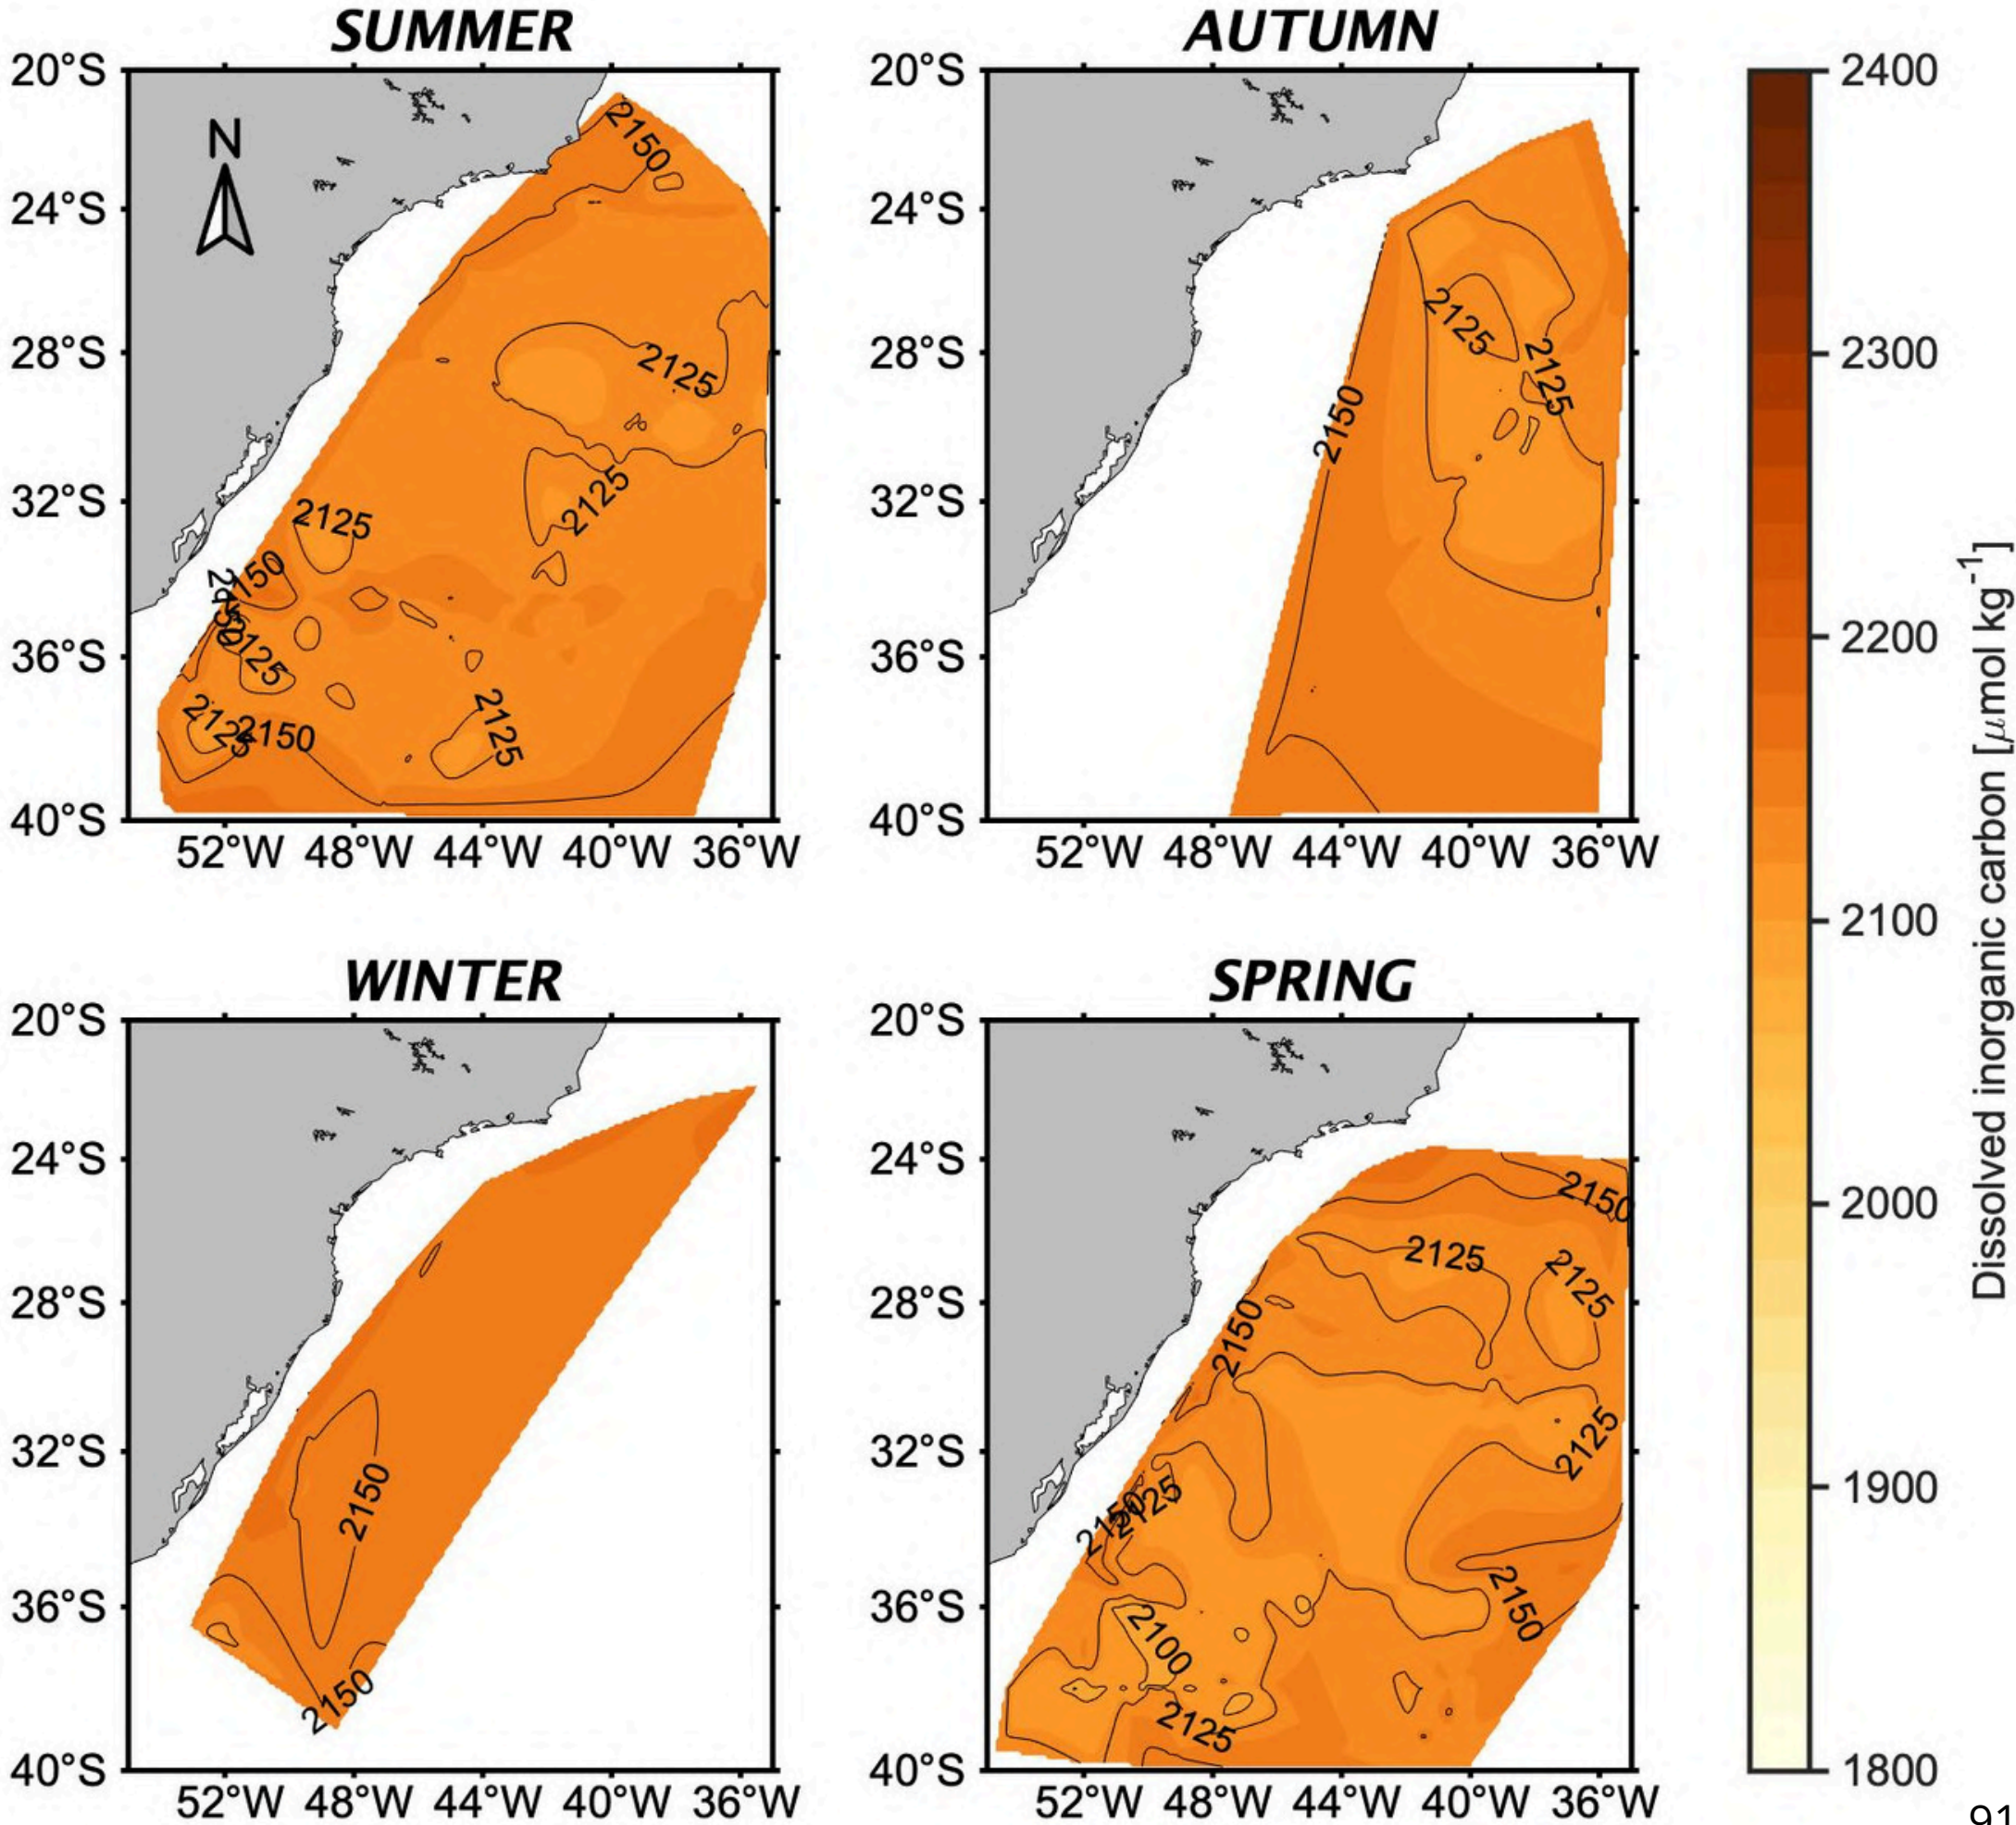 SUMMER
AUTUMN
20°S
24°S
28°S
32°S
36°S
40°S
52°W 48°W 44°W 40°W 36°W
N
2150
2125
2125
2125
2150
2150
2125
2125
2150
2125
20°S
24°S
28°S
32°S
36°S
40°S
52°W 48°W 44°W 40°W 36°W
2125
2125
2150
WINTER
SPRING
20°S
24°S
28°S
32°S
36°S
40°S
52°W 48°W 44°W 40°W 36°W
2150
2150
20°S
24°S
28°S
32°S
36°S
40°S
52°W 48°W 44°W 40°W 36°W
2150
2125
2125
2150
2125
2125
2150
2150
2100
2125
2400
2300
2200
2100
2000
1900
1800
Dissolved inorganic carbon [μmol kg⁻¹]
91